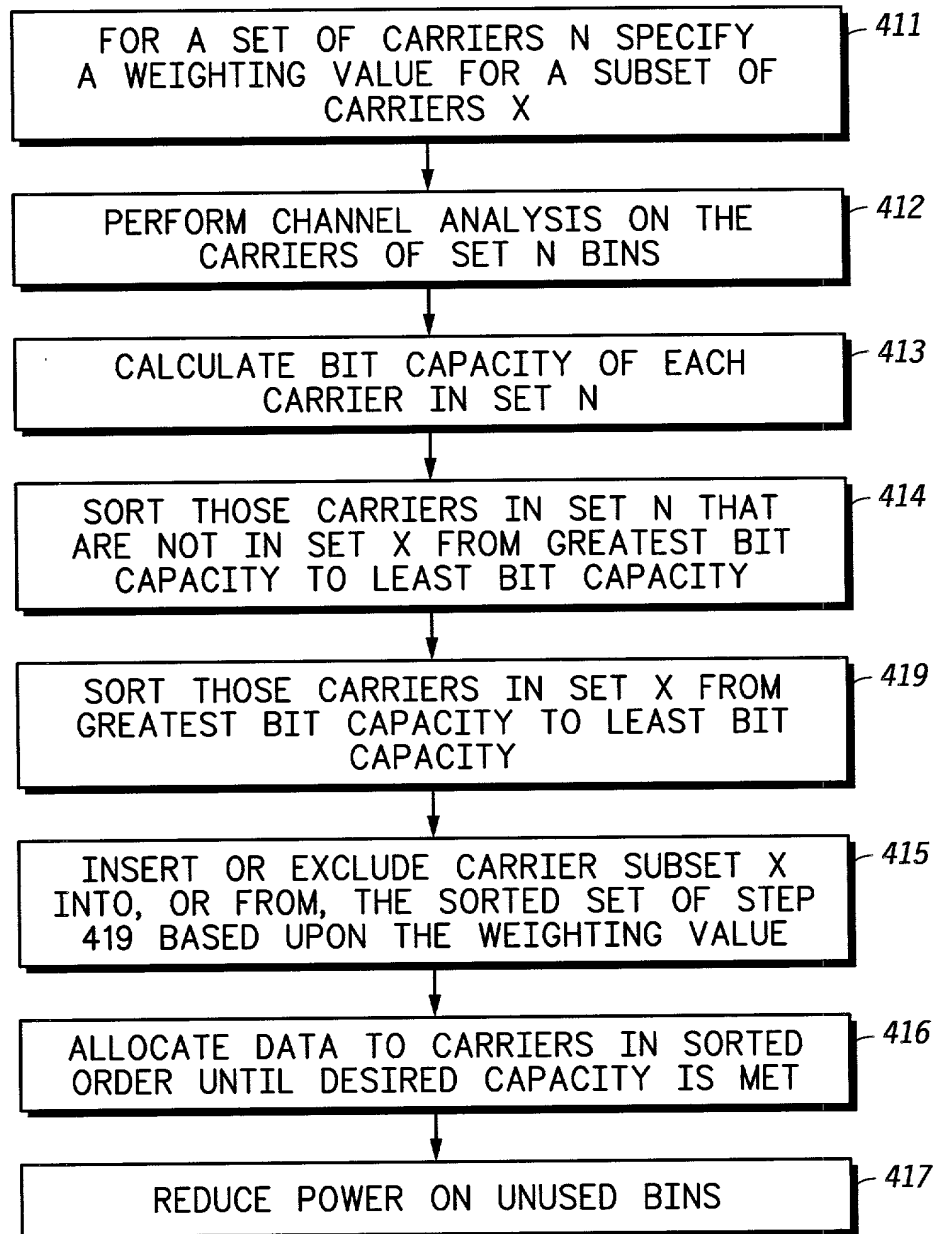 FOR A SET OF CARRIERS N SPECIFY
A WEIGHTING VALUE FOR A SUBSET OF
CARRIERS X
411
PERFORM CHANNEL ANALYSIS ON THE
CARRIERS OF SET N BINS
412
CALCULATE BIT CAPACITY OF EACH
CARRIER IN SET N
413
SORT THOSE CARRIERS IN SET N THAT
ARE NOT IN SET X FROM GREATEST BIT
CAPACITY TO LEAST BIT CAPACITY
414
SORT THOSE CARRIERS IN SET X FROM
GREATEST BIT CAPACITY TO LEAST BIT
CAPACITY
419
INSERT OR EXCLUDE CARRIER SUBSET X
INTO, OR FROM, THE SORTED SET OF STEP
419 BASED UPON THE WEIGHTING VALUE
415
ALLOCATE DATA TO CARRIERS IN SORTED
ORDER UNTIL DESIRED CAPACITY IS MET
416
REDUCE POWER ON UNUSED BINS
417